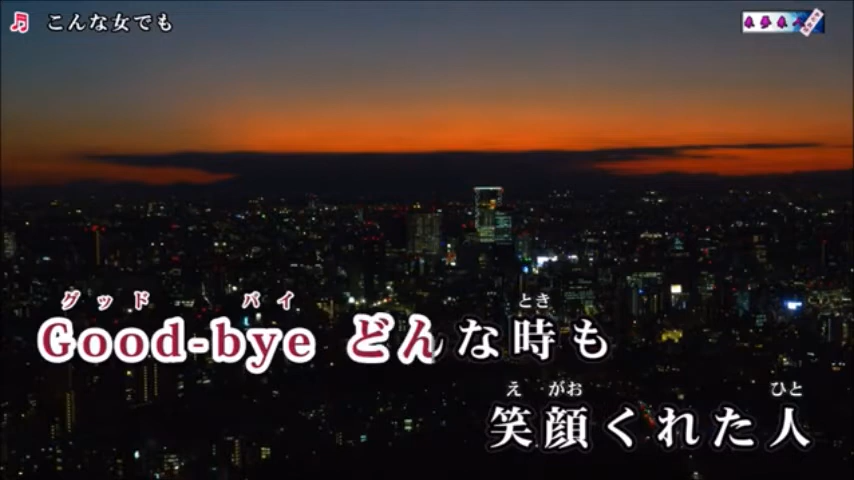 こんな女でも
グッド バイ とき
Good-bye どんな時も
え がお ひと
笑顔くれた人